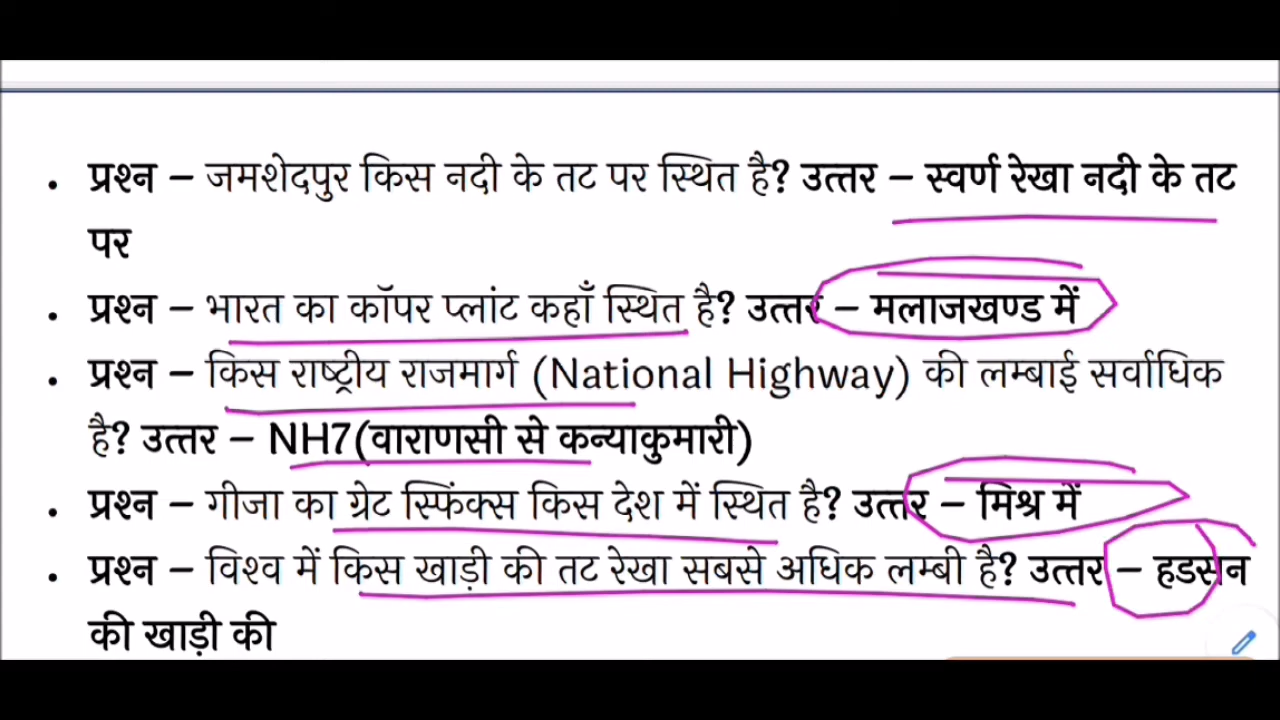 • प्रश्न – जमशेदपुर किस नदी के तट पर स्थित है? उत्तर – स्वर्ण रेखा नदी के तट
पर
• प्रश्न – भारत का कॉपर प्लांट कहाँ स्थित है? उत्तर – मलाजखण्ड में
• प्रश्न – किस राष्ट्रीय राजमार्ग (National Highway) की लम्बाई सर्वाधिक
है? उत्तर – NH7(वाराणसी से कन्याकुमारी)
• प्रश्न – गीजा का ग्रेट स्फिंक्स किस देश में स्थित है? उत्तर – मिश्र में
• प्रश्न – विश्व में किस खाड़ी की तट रेखा सबसे अधिक लम्बी है? उत्तर – हडसन
की खाड़ी की